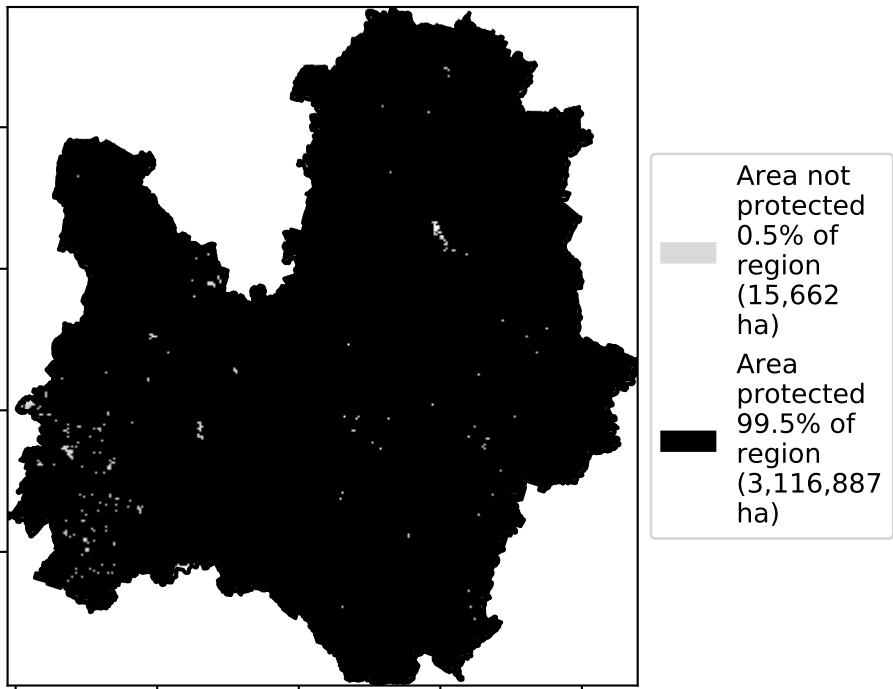 Area not
protected
0.5% of
region
(15,662
ha)
Area
protected
99.5% of
region
(3,116,887
ha)